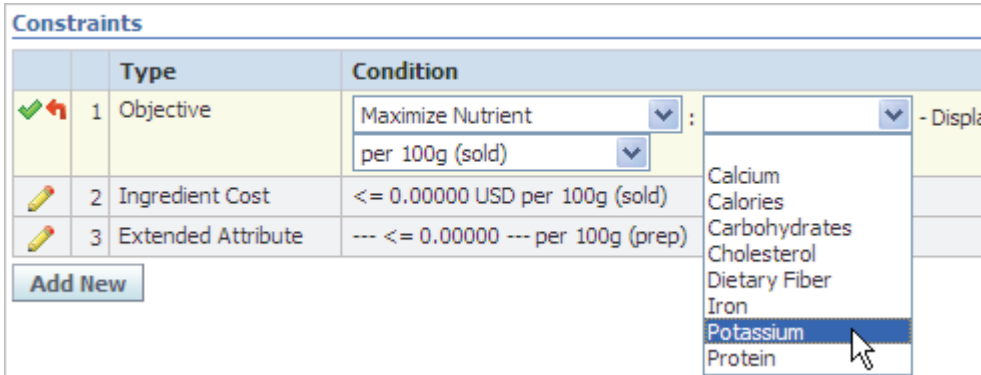 Constraints
Type Condition
1 Objective Maximize Nutrient : - Displa
per 100g (sold)
Calcium
2 Ingredient Cost <= 0.00000 USD per 100g (sold)
Calories
Carbohydrates
3 Extended Attribute --- <= 0.00000 --- per 100g (prep)
Cholesterol
Add New
Dietary Fiber
Iron
Potassium
Protein